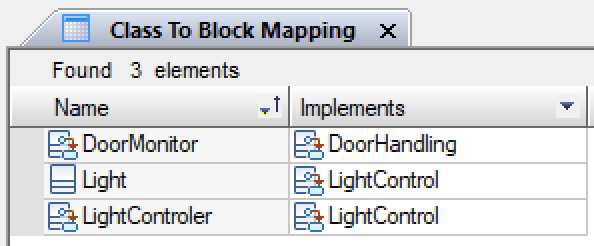 Class To Block Mapping
Found 3 elements
Name Implements
DoorMonitor DoorHandling
Light LightControl
LightControler LightControl